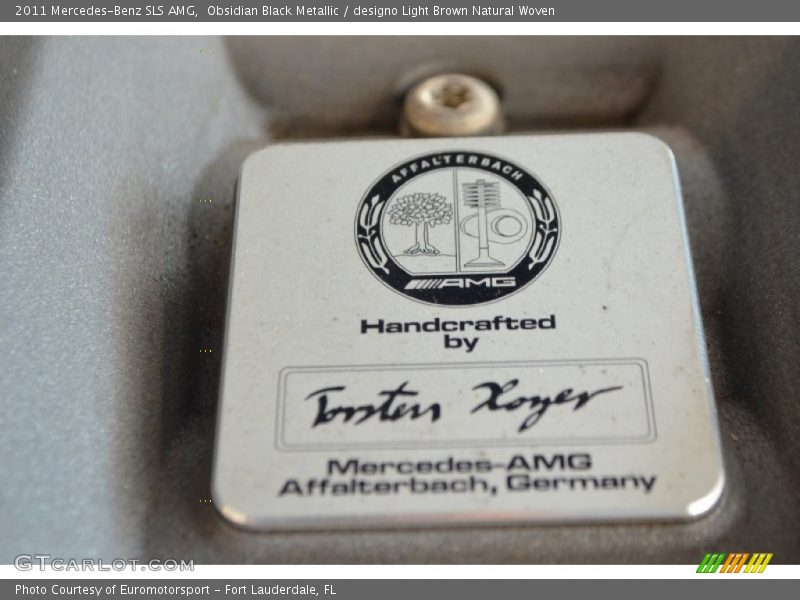 2011 Mercedes-Benz SLS AMG, Obsidian Black Metallic / designo Light Brown Natural Woven
AFFALTERBACH
AMG
Handcrafted
by
Torsten
Mercedes-AMG
Affalterbach, Germany
GTCARLOT.COM
Photo Courtesy of Euromotorsport - Fort Lauderdale, FL